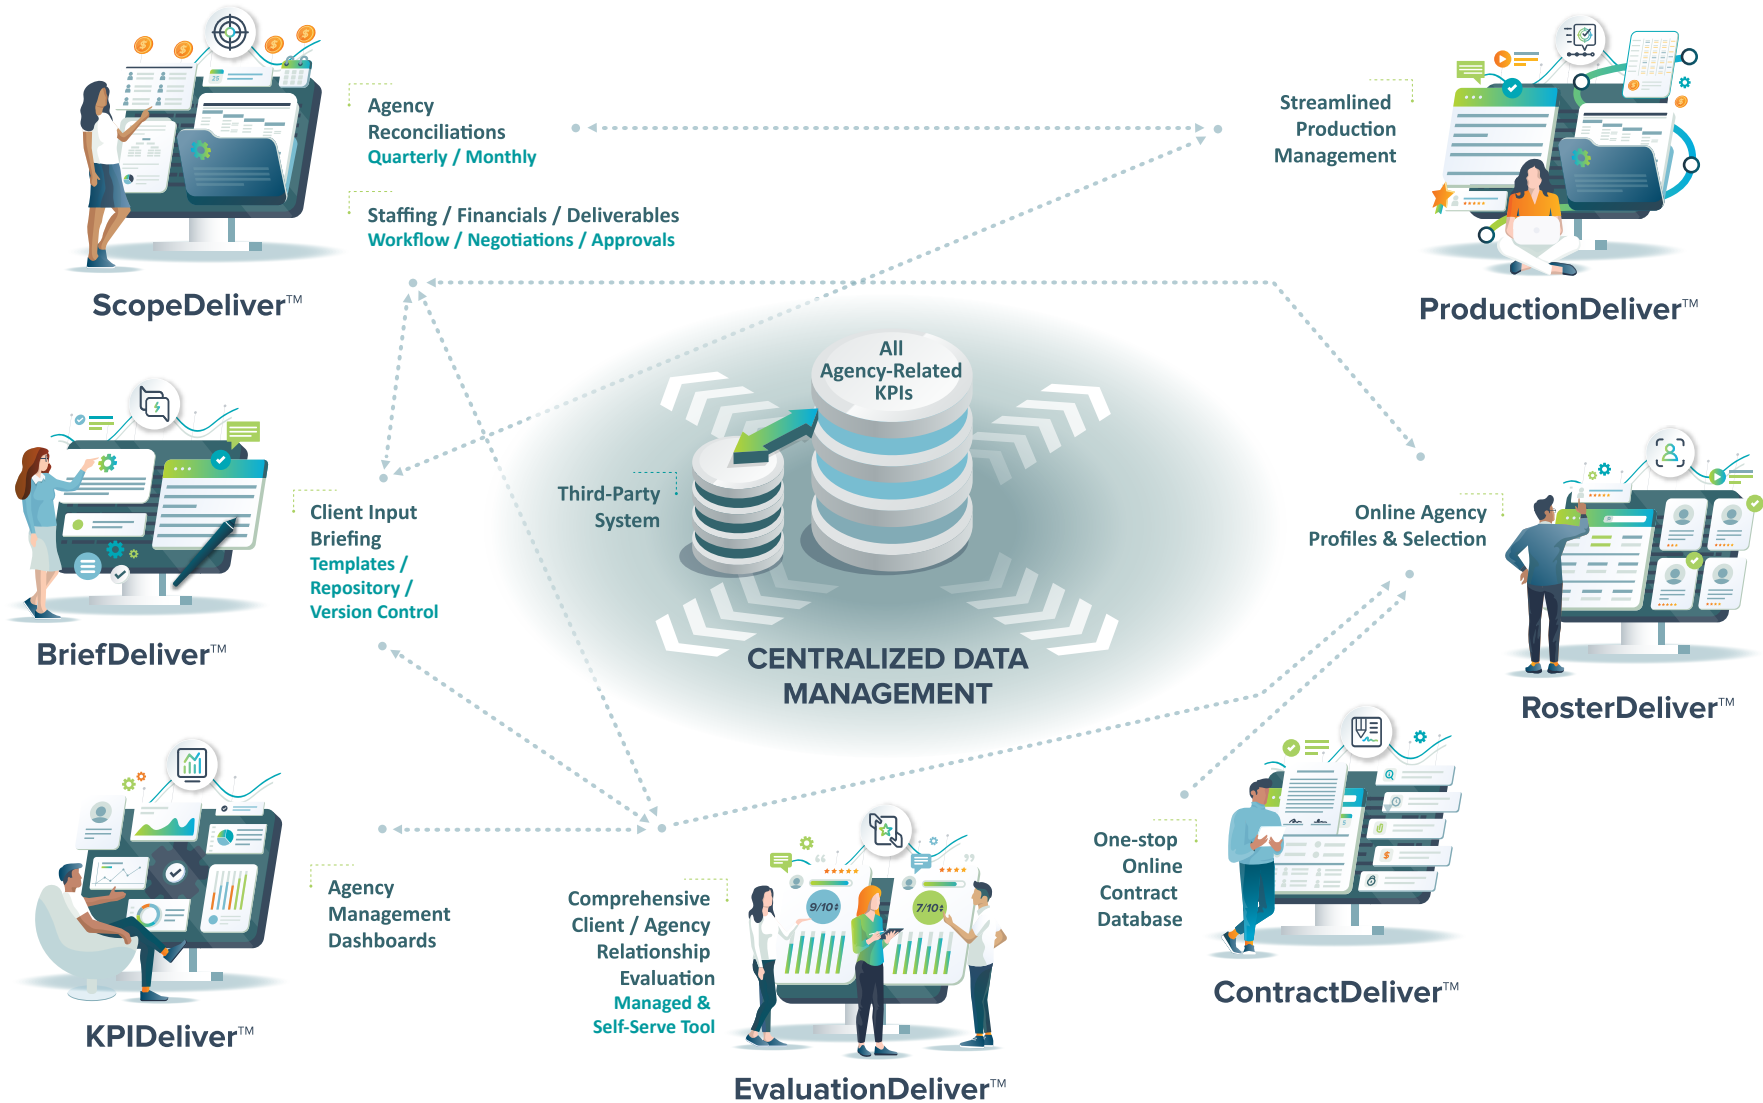 Agency
Reconciliations
Quarterly / Monthly
Staffing / Financials / Deliverables
Workflow / Negotiations / Approvals
ScopeDeliver™
Streamlined
Production
Management
ProductionDeliver™
All
Agency-Related
KPIs
Third-Party
System
CENTRALIZED DATA
MANAGEMENT
Client Input
Briefing
Templates /
Repository /
Version Control
BriefDeliver™
Online Agency
Profiles & Selection
RosterDeliver™
Agency
Management
Dashboards
KPIDeliver™
Comprehensive
Client / Agency
Relationship
Evaluation
Managed &
Self-Serve Tool
9/10
7/10
EvaluationDeliver™
One-stop
Online
Contract
Database
ContractDeliver™